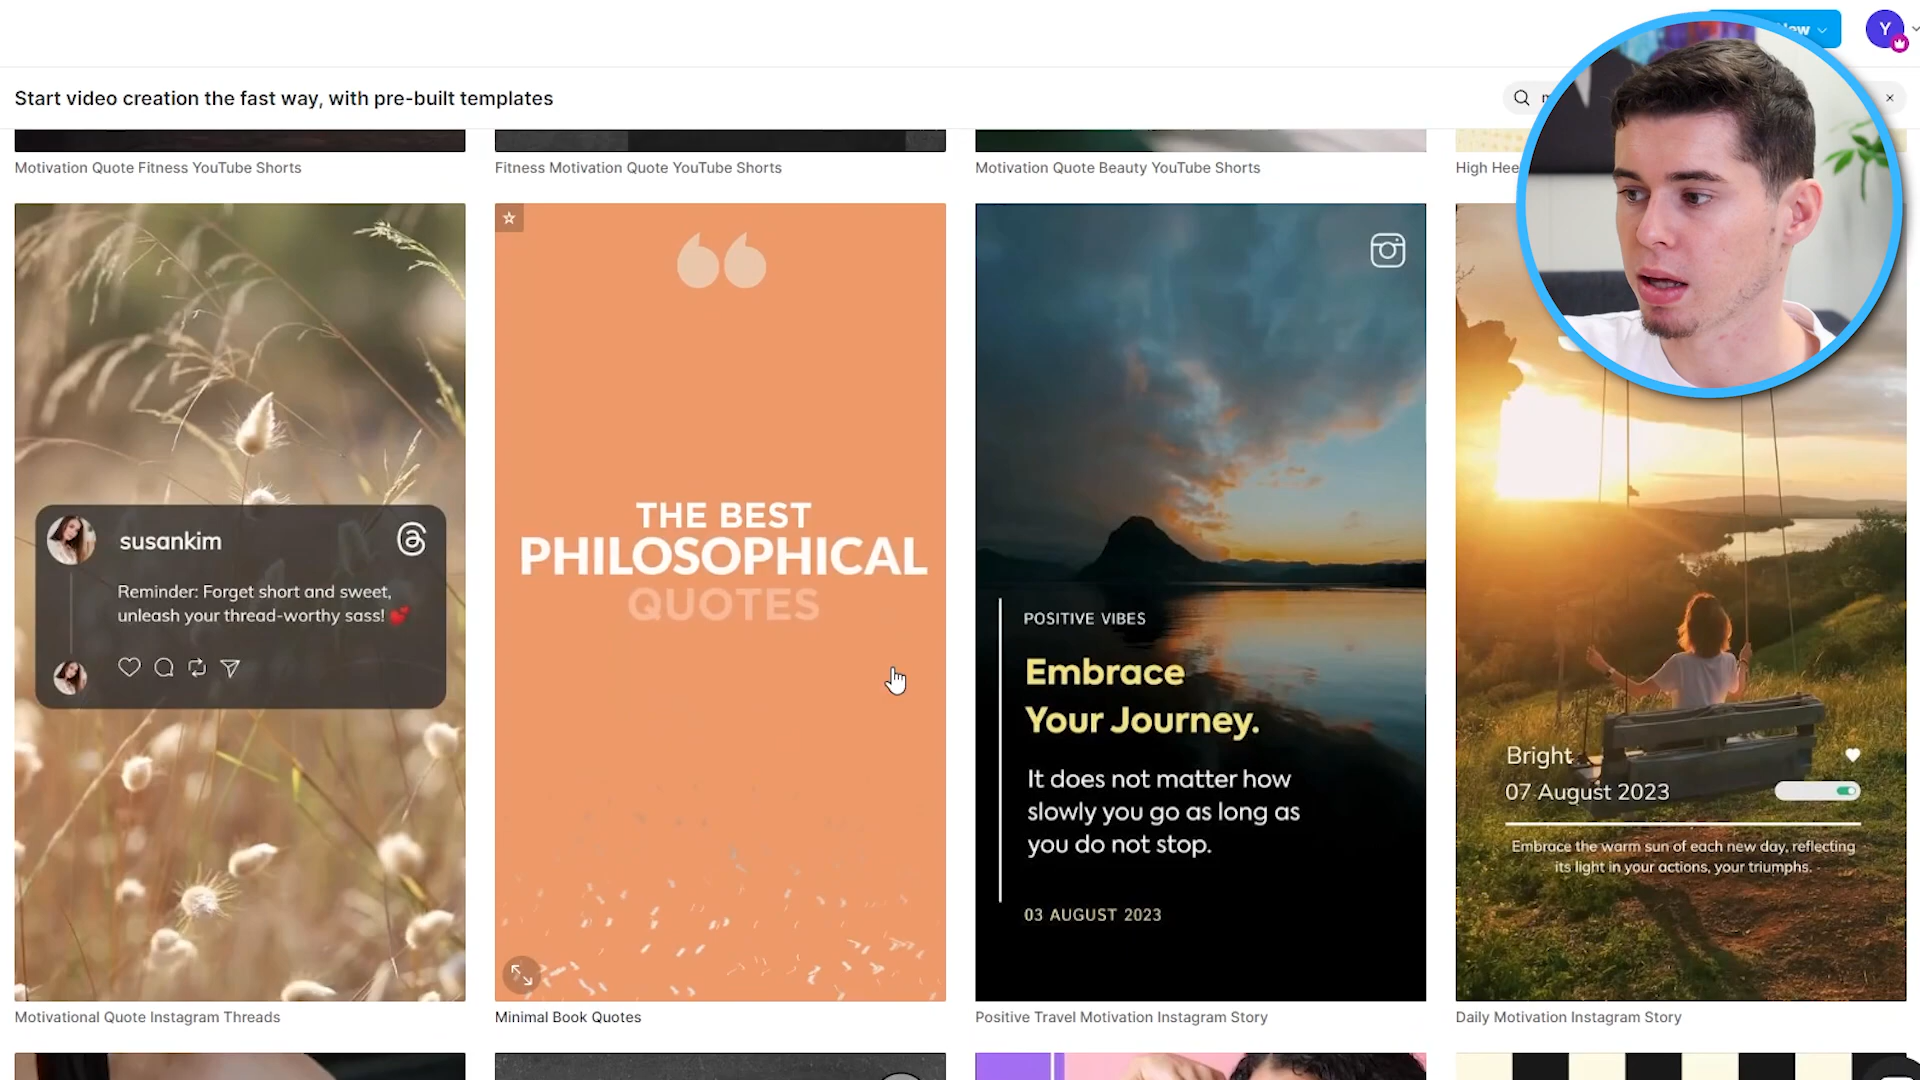 New
Y
Start video creation the fast way, with pre-built templates
Motivation Quote Fitness YouTube Shorts
Fitness Motivation Quote YouTube Shorts
Motivation Quote Beauty YouTube Shorts
High Hee
susankim
Reminder: Forget short and sweet,
unleash your thread-worthy sass! 💕
THE BEST
PHILOSOPHICAL
QUOTES
POSITIVE VIBES
Embrace
Your Journey.
It does not matter how
slowly you go as long as
you do not stop.
03 AUGUST 2023
Bright
07 August 2023
Embrace the warm sun of each new day, reflecting
its light in your actions, your triumphs.
Motivational Quote Instagram Threads
Minimal Book Quotes
Positive Travel Motivation Instagram Story
Daily Motivation Instagram Story